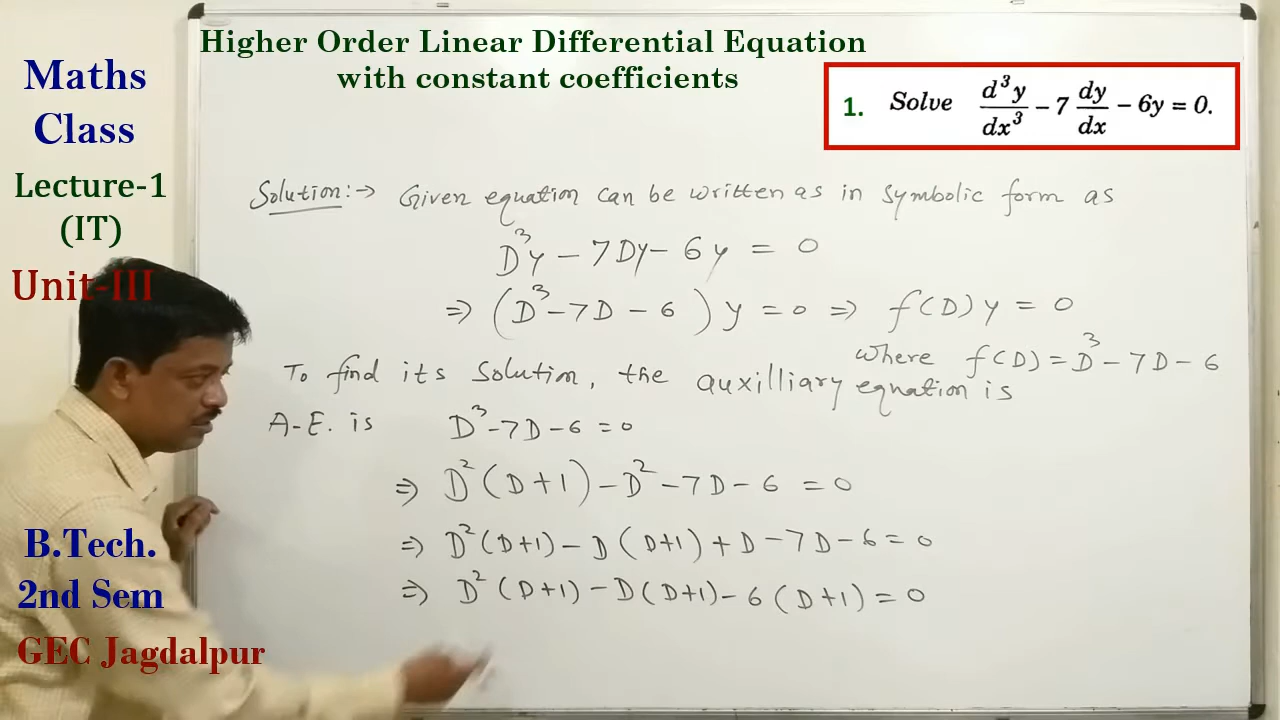 Higher Order Linear Differential Equation
with constant coefficients
Maths
Class
Lecture-1
(IT)
Unit-III
B.Tech.
2nd Sem
GEC Jagdalpur
1. Solve d³y/dx³ − 7 dy/dx − 6y = 0.
Solution:→ Given equation can be written as in symbolic form as
D³y − 7Dy − 6y = 0
⇒ (D³ − 7D − 6) y = 0 ⇒ f(D) y = 0
where f(D) = D³ − 7D − 6
To find its solution, the auxilliary equation is
A-E. is D³ − 7D − 6 = 0
⇒ D²(D+1) − D² − 7D − 6 = 0
⇒ D²(D+1) − D(D+1) + D − 7D − 6 = 0
⇒ D²(D+1) − D(D+1) − 6(D+1) = 0